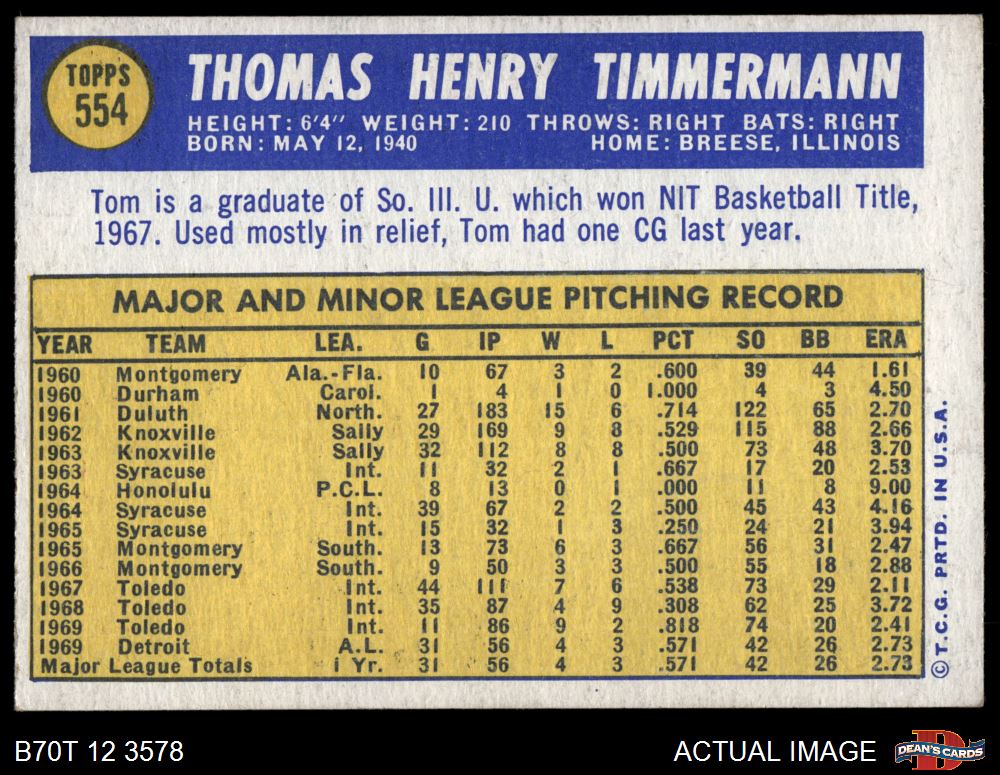 TOPPS
554
THOMAS HENRY TIMMERMANN
HEIGHT: 6'4" WEIGHT: 210 THROWS: RIGHT BATS: RIGHT
BORN: MAY 12, 1940 HOME: BREESE, ILLINOIS
Tom is a graduate of So. Ill. U. which won NIT Basketball Title,
1967. Used mostly in relief, Tom had one CG last year.
MAJOR AND MINOR LEAGUE PITCHING RECORD
YEAR TEAM LEA. G IP W L PCT SO BB ERA
1960 Montgomery Ala.-Fla. 10 67 3 2 .600 39 44 1.61
1960 Durham Carol. 1 4 1 0 1.000 4 3 4.50
1961 Duluth North. 27 183 15 6 .714 122 65 2.70
1962 Knoxville Sally 29 169 9 8 .529 115 88 2.66
1963 Knoxville Sally 32 112 8 8 .500 73 48 3.70
1963 Syracuse Int. 11 32 2 1 .667 17 20 2.53
1964 Honolulu P.C.L. 8 13 0 1 .000 11 8 9.00
1964 Syracuse Int. 39 67 2 2 .500 45 43 4.16
1965 Syracuse Int. 15 32 1 3 .250 24 21 3.94
1965 Montgomery South. 13 73 6 3 .667 56 31 2.47
1966 Montgomery South. 9 50 3 3 .500 55 18 2.88
1967 Toledo Int. 44 111 7 6 .538 73 29 2.11
1968 Toledo Int. 35 87 4 9 .308 62 25 3.72
1969 Toledo Int. 11 86 9 2 .818 74 20 2.41
1969 Detroit A.L. 31 56 4 3 .571 42 26 2.73
Major League Totals 1 Yr. 31 56 4 3 .571 42 26 2.73
© T.C.G. PRTD. IN U.S.A.
B70T 12 3578
ACTUAL IMAGE
DEAN'S CARDS